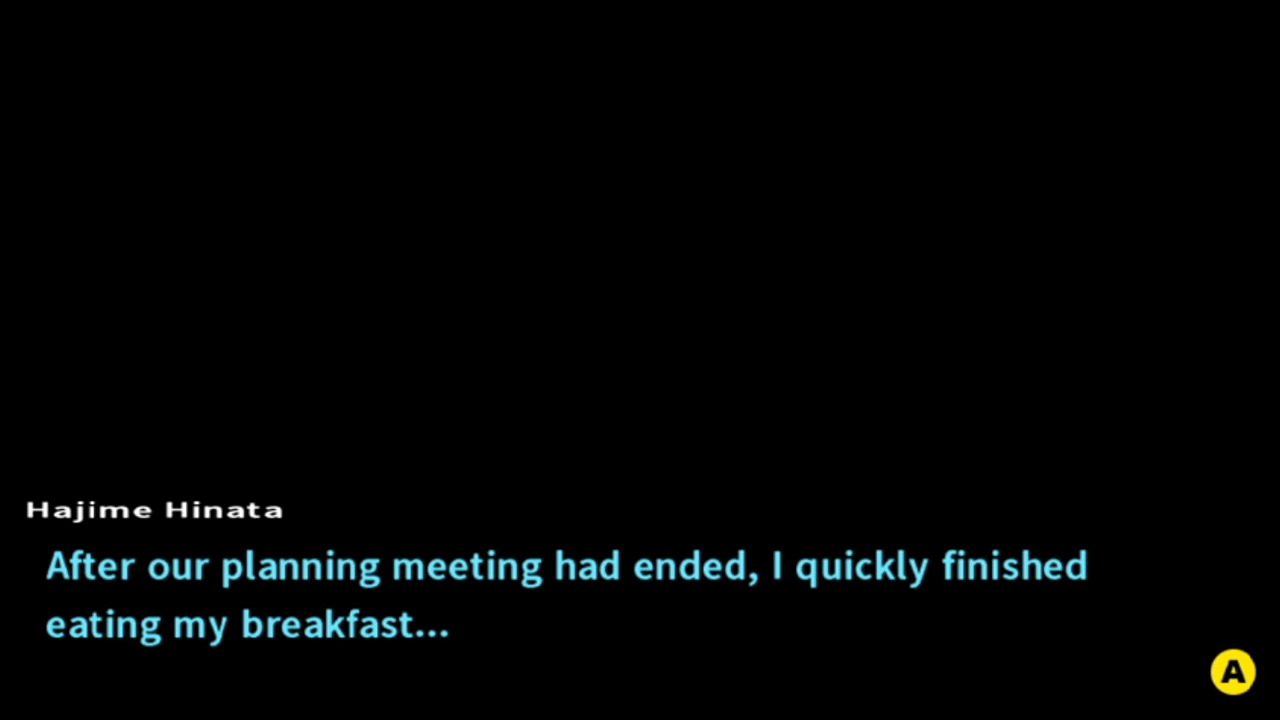 Hajime Hinata
After our planning meeting had ended, I quickly finished
eating my breakfast...
A